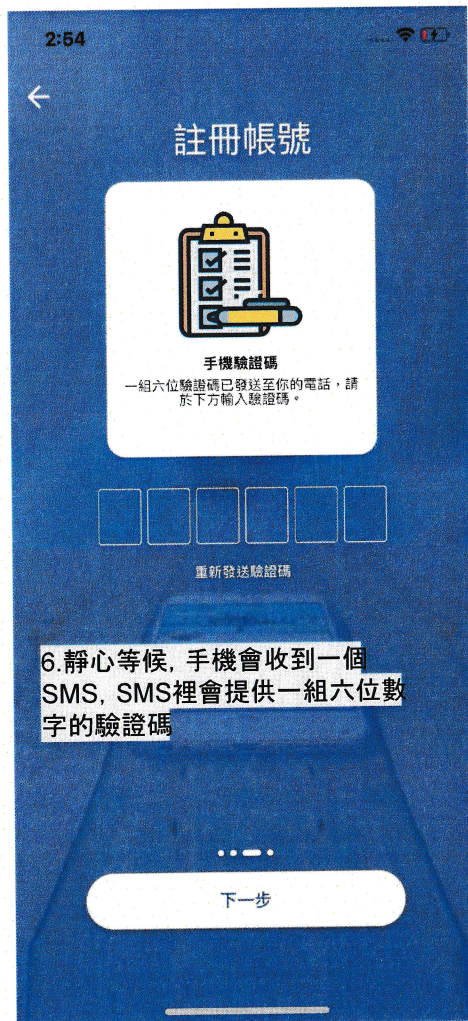 2:54
註冊帳號
手機驗證碼
一組六位驗證碼已發送至你的電話，請
於下方輸入驗證碼。
重新發送驗證碼
6.靜心等候, 手機會收到一個
SMS, SMS裡會提供一組六位數
字的驗證碼
下一步